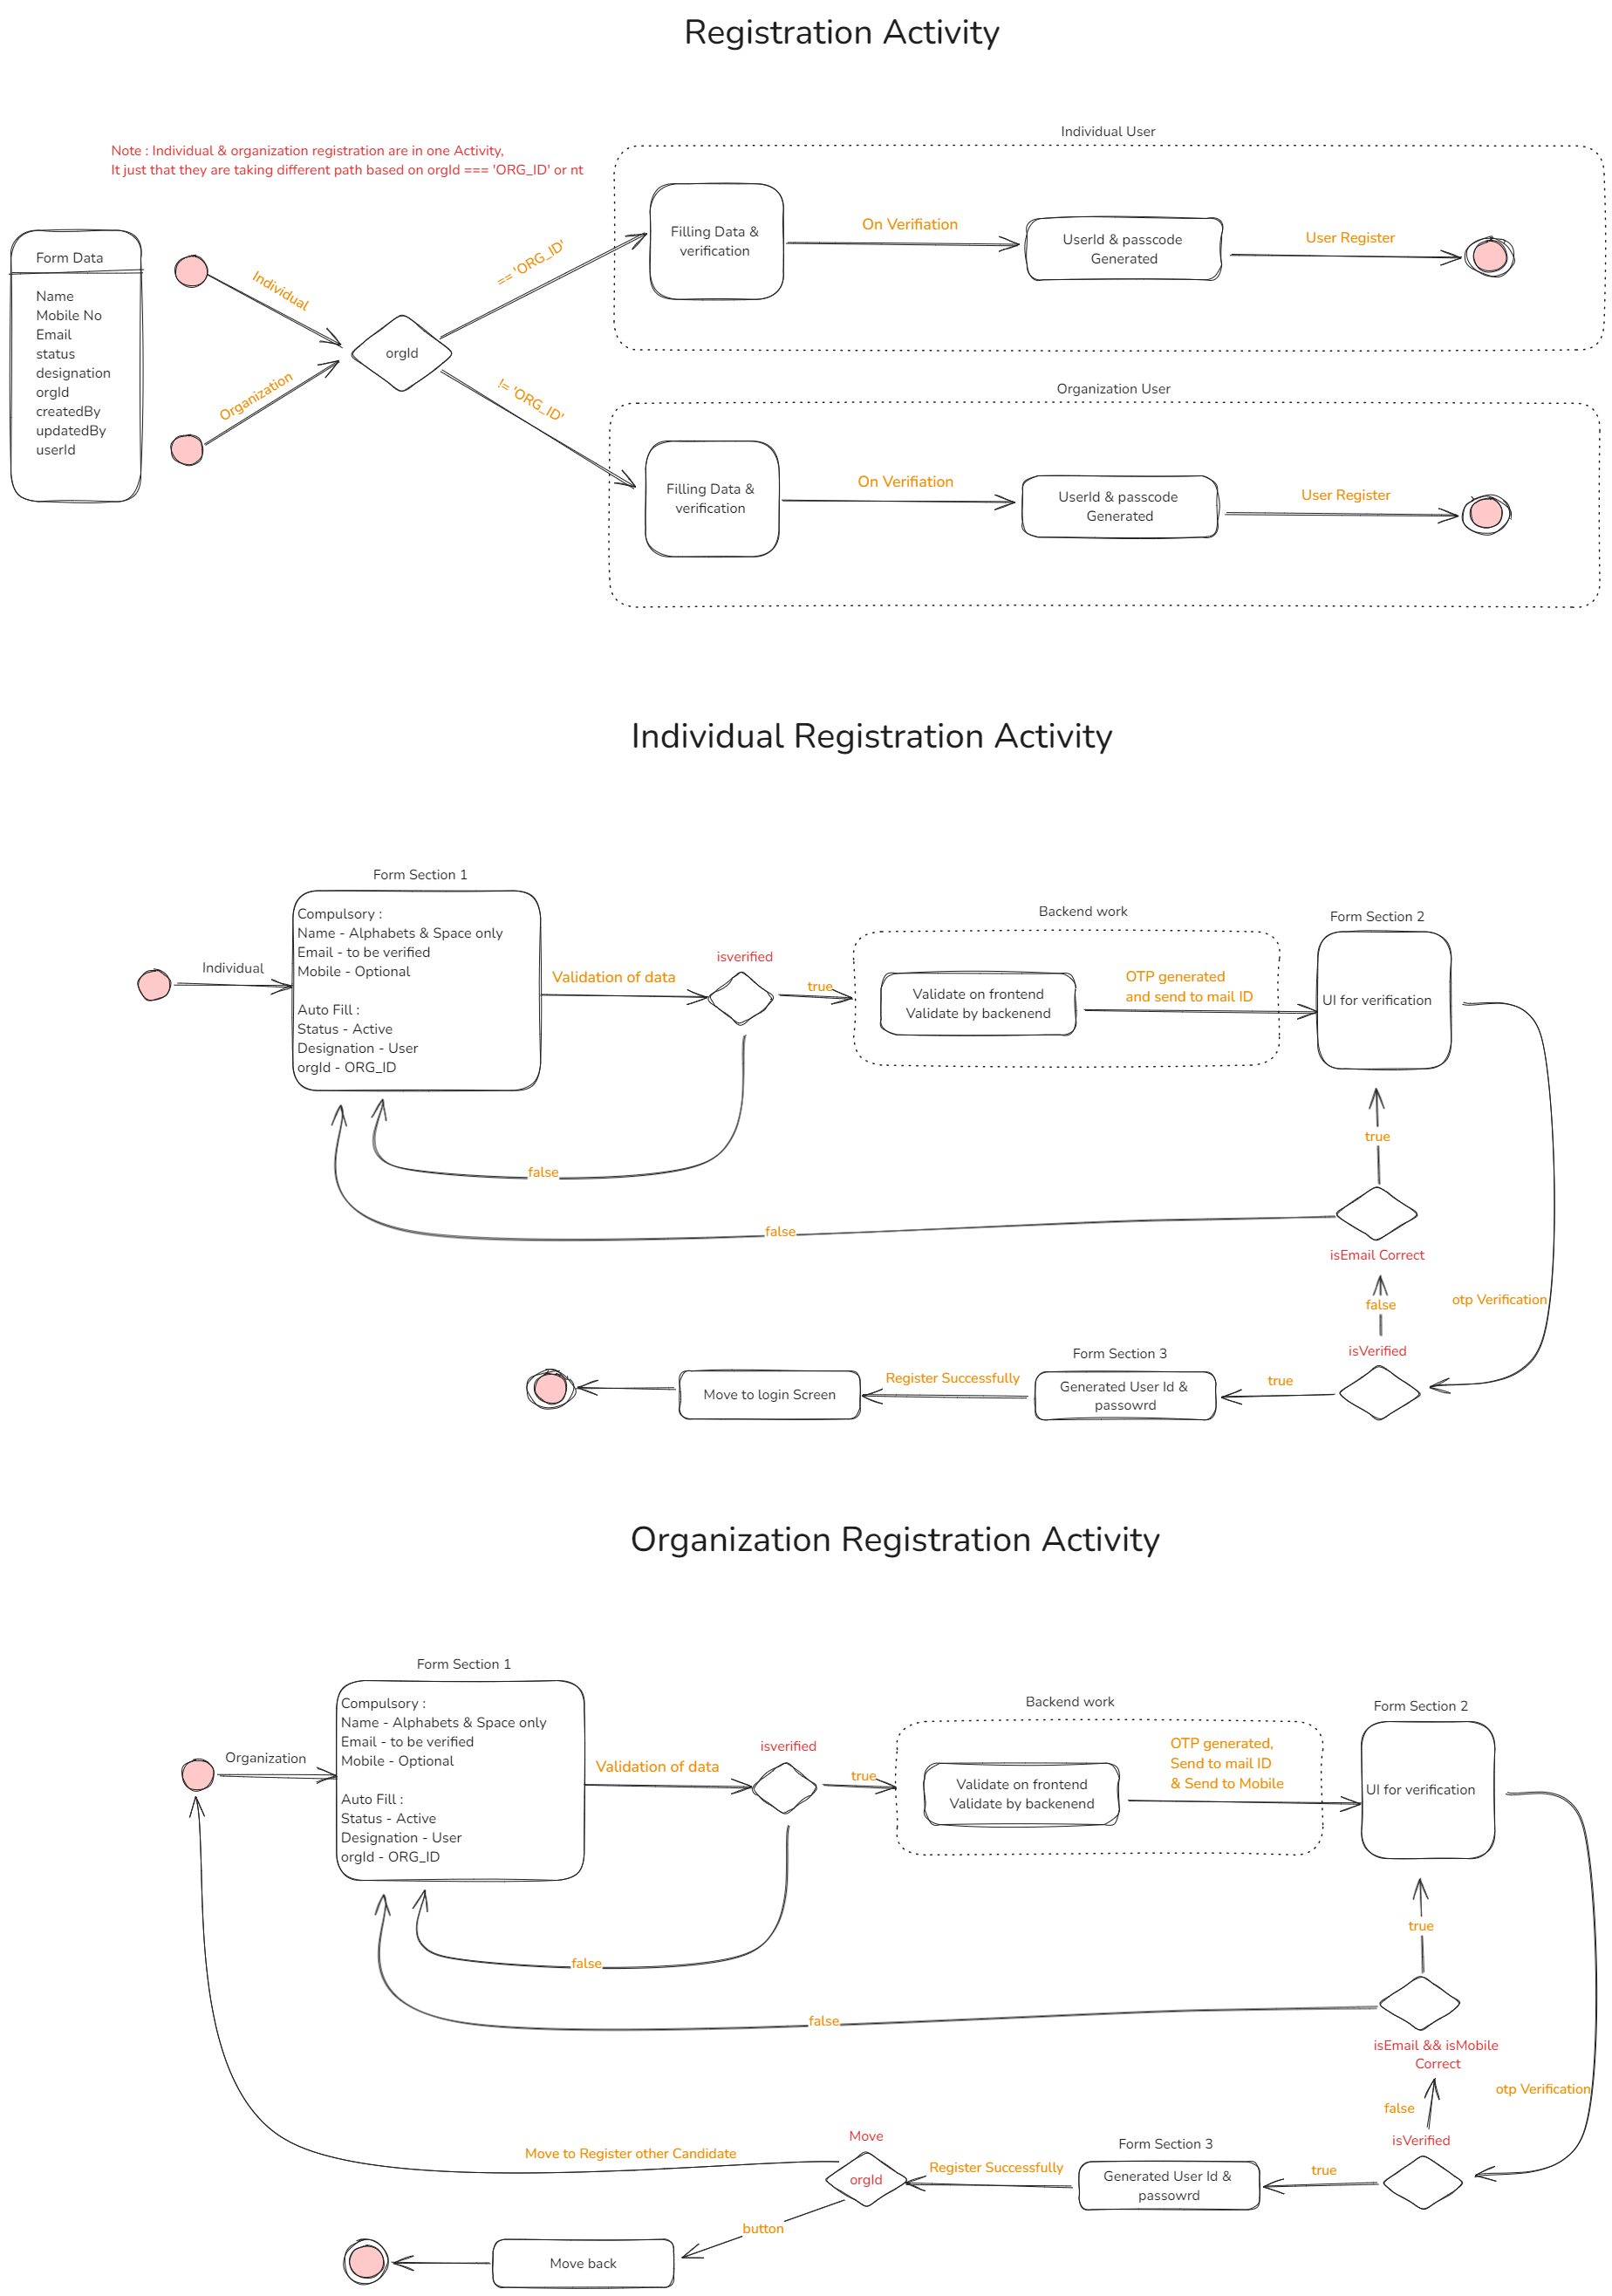 Registration Activity
Note : Individual & organization registration are in one Activity,
It just that they are taking different path based on orgId === 'ORG_ID' or nt
Form Data
Name
Mobile No
Email
status
designation
orgId
createdBy
updatedBy
userId
Individual
Organization
orgId
== 'ORG_ID'
!= 'ORG_ID'
Individual User
Filling Data &
verification
On Verifiation
UserId & passcode
Generated
User Register
Organization User
Filling Data &
verification
On Verifiation
UserId & passcode
Generated
User Register
Individual Registration Activity
Individual
Form Section 1
Compulsory :
Name - Alphabets & Space only
Email - to be verified
Mobile - Optional
Auto Fill :
Status - Active
Designation - User
orgId - ORG_ID
Validation of data
isverified
true
false
Backend work
Validate on frontend
Validate by backenend
OTP generated
and send to mail ID
Form Section 2
UI for verification
true
false
isEmail Correct
false
otp Verification
isVerified
true
Form Section 3
Generated User Id &
passowrd
Register Successfully
Move to login Screen
Organization Registration Activity
Organization
Form Section 1
Compulsory :
Name - Alphabets & Space only
Email - to be verified
Mobile - Optional
Auto Fill :
Status - Active
Designation - User
orgId - ORG_ID
Validation of data
isverified
true
false
Backend work
Validate on frontend
Validate by backenend
OTP generated,
Send to mail ID
& Send to Mobile
Form Section 2
UI for verification
true
false
isEmail && isMobile
Correct
false
otp Verification
isVerified
true
Form Section 3
Generated User Id &
passowrd
Register Successfully
Move
orgId
Move to Register other Candidate
button
Move back